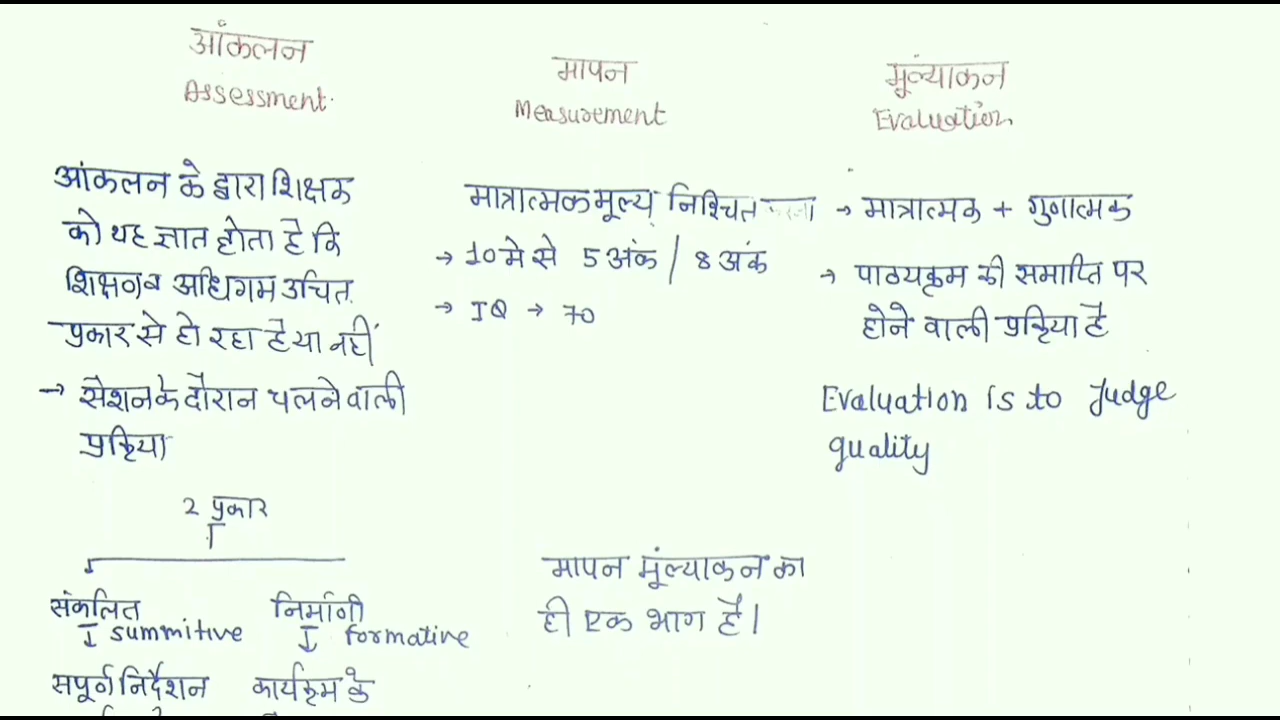 आंकलन
Assessment
आंकलन के द्वारा शिक्षक
को यह ज्ञात होता है कि
शिक्षण व अधिगम उचित
प्रकार से हो रहा है या नहीं
→ सेशन के दौरान चलने वाली
प्रक्रिया
2 प्रकार
संकलित
summitive
सपूर्ण निर्देशन
निर्माणी
formative
कार्यक्रम के
मापन
Measurement
मात्रात्मक मूल्य निश्चित
→ 10 मे से 5 अंक / 8 अंक
→ IQ → 70
मापन मूंल्याकन का
ही एक भाग है।
मूल्याकन
Evaluation
→ मात्रात्मक + गुणात्मक
→ पाठ्यक्रम की समाप्ति पर
होने वाली प्रक्रिया है
Evaluation is to Judge
quality